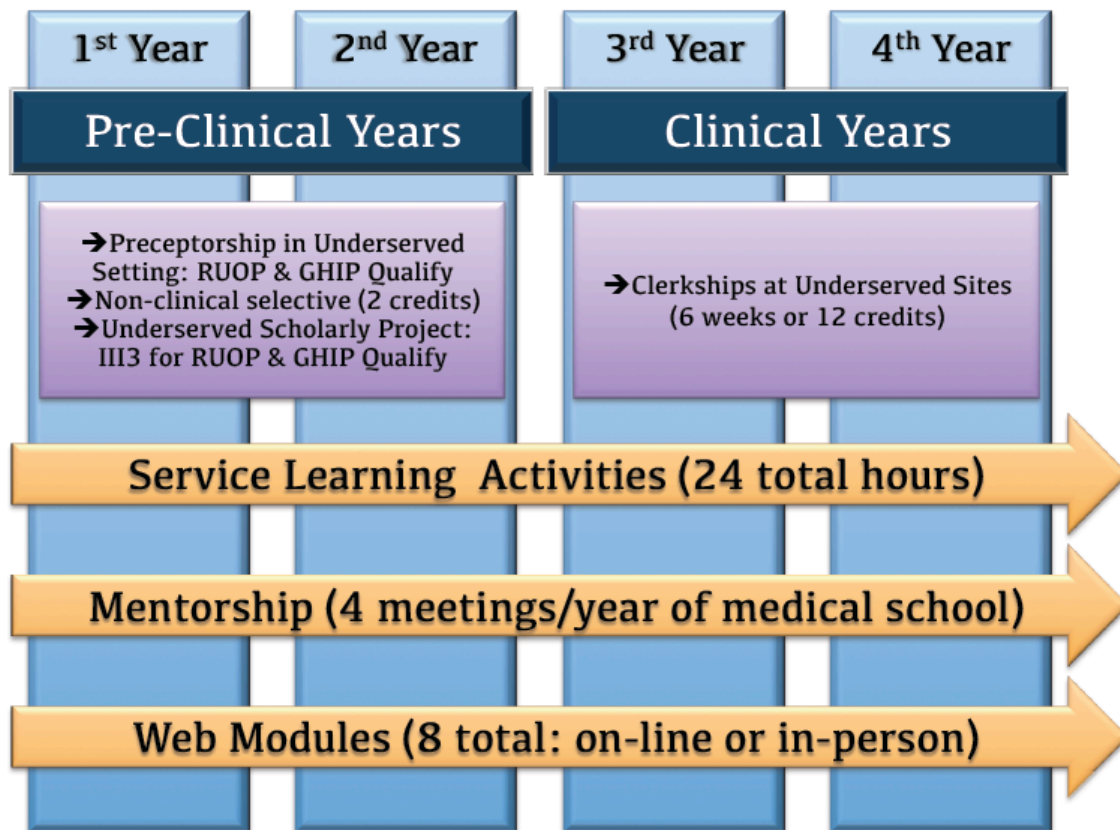 1st Year 2nd Year 3rd Year 4th Year
Pre-Clinical Years Clinical Years
➔Preceptorship in Underserved
Setting: RUOP & GHIP Qualify
➔Non-clinical selective (2 credits)
➔Underserved Scholarly Project:
III3 for RUOP & GHIP Qualify
➔Clerkships at Underserved Sites
(6 weeks or 12 credits)
Service Learning Activities (24 total hours)
Mentorship (4 meetings/year of medical school)
Web Modules (8 total: on-line or in-person)